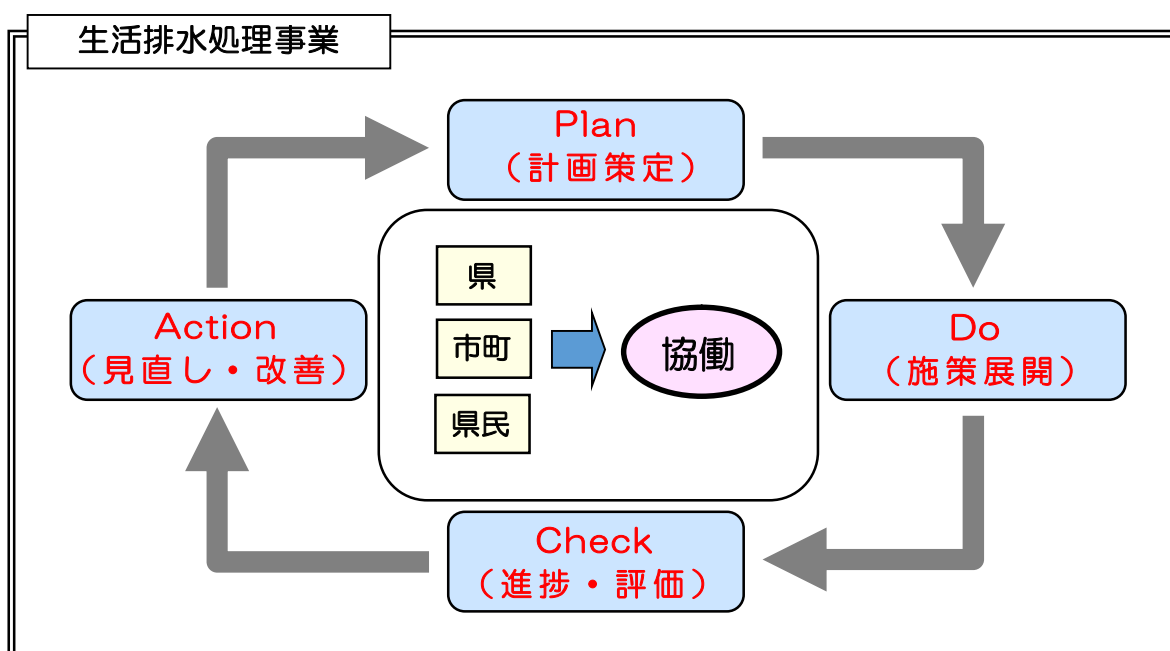 生活排水処理事業
Plan
（計画策定）
県
市町
県民
協働
Action
（見直し・改善）
Do
（施策展開）
Check
（進捗・評価）